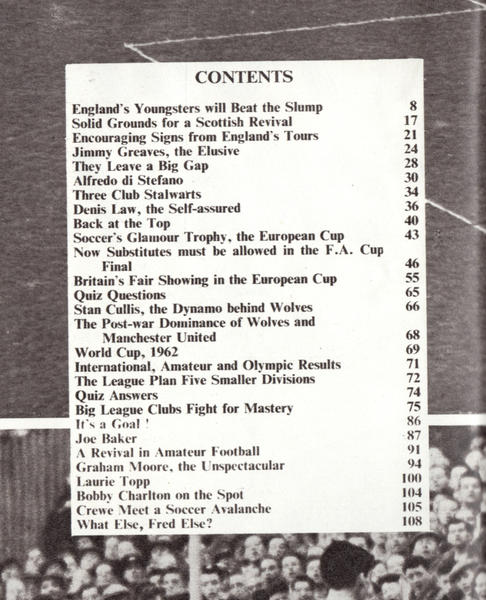 CONTENTS
England's Youngsters will Beat the Slump 8
Solid Grounds for a Scottish Revival 17
Encouraging Signs from England's Tours 21
Jimmy Greaves, the Elusive 24
They Leave a Big Gap 28
Alfredo di Stefano 30
Three Club Stalwarts 34
Denis Law, the Self-assured 36
Back at the Top 40
Soccer's Glamour Trophy, the European Cup 43
Now Substitutes must be allowed in the F.A. Cup
Final 46
Britain's Fair Showing in the European Cup 55
Quiz Questions 65
Stan Cullis, the Dynamo behind Wolves 66
The Post-war Dominance of Wolves and
Manchester United 68
World Cup, 1962 69
International, Amateur and Olympic Results 71
The League Plan Five Smaller Divisions 72
Quiz Answers 74
Big League Clubs Fight for Mastery 75
It's a Goal ! 86
Joe Baker 87
A Revival in Amateur Football 91
Graham Moore, the Unspectacular 94
Laurie Topp 100
Bobby Charlton on the Spot 104
Crewe Meet a Soccer Avalanche 105
What Else, Fred Else? 108